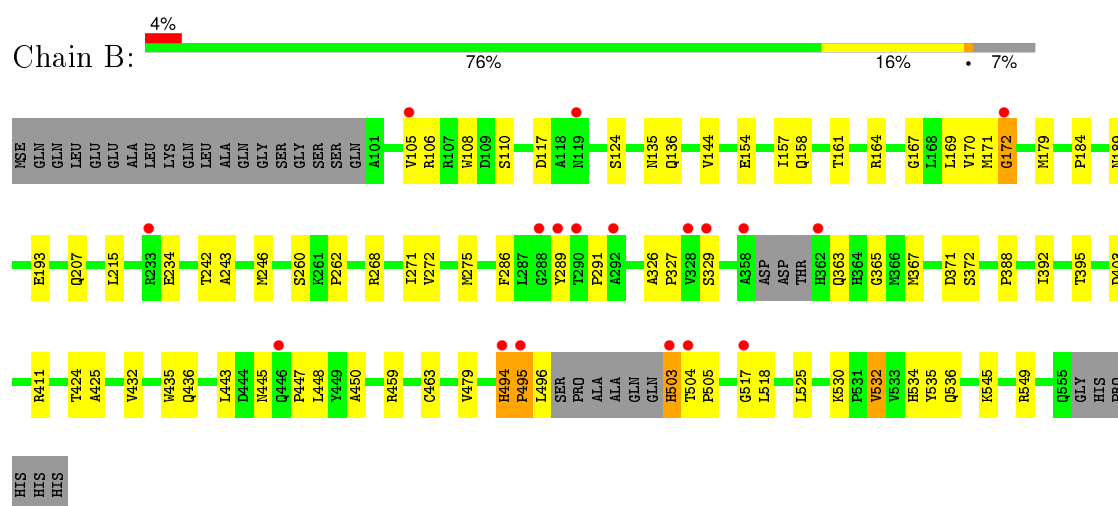 4%
Chain B:
76% 16% • 7%
MSE GLN GLN LEU GLU GLU ALA LEU LYS GLN LEU ALA GLN GLY SER GLY SER SER GLN A101 V105 R106 R107 W108 D109 S110 D117 A118 N119 S124 N135 Q136 V144 E154 I157 Q158 T161 R164 G167 L168 L169 V170 M171 G172 M179 P184
E193 Q207 L215 R233 E234 T242 A243 M246 S260 K261 P262 R268 I271 V272 M275 F286 L287 G288 Y289 T290 P291 A292 A326 P327 V328 S329 A358 ASP ASP THR H362 Q363 H364 G365 M366 M367 D371 S372 P388 I392 T395
R411 T424 A425 V432 W435 Q436 L443 D444 N445 Q446 P447 L448 Y449 A450 R459 C463 V479 H494 P495 L496 SER PRO ALA ALA GLN GLN H503 T504 P505 G517 L518 L525 K530 P531 V532 V533 H534 Y535 Q536 K545 R549 Q555 GLY HIS
HIS HIS HIS